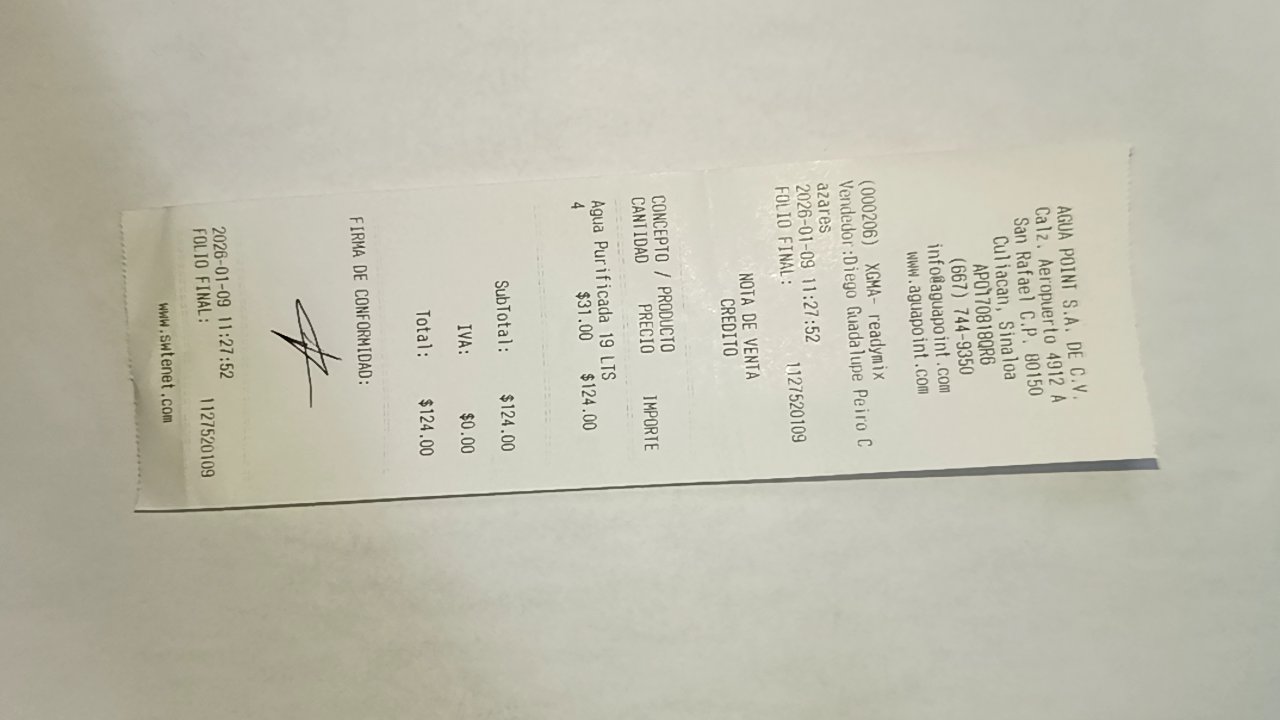 AGUA POINT S.A. DE C.V.
Calz. Aeropuerto 4912 A
San Rafael C.P. 80150
Culiacan, Sinaloa
APO170818QR6
(667) 744-9350
info@aguapoint.com
www.aguapoint.com
(000206) XGMA- readymix
Vendedor:Diego Guadalupe Peiro C
azares
2026-01-09 11:27:52
FOLIO FINAL: 1127520109
NOTA DE VENTA
CREDITO
CONCEPTO / PRODUCTO
CANTIDAD PRECIO IMPORTE
Agua Purificada 19 LTS
4 $31.00 $124.00
SubTotal: $124.00
IVA: $0.00
Total: $124.00
FIRMA DE CONFORMIDAD:
2026-01-09 11:27:52
FOLIO FINAL: 1127520109
www.swtenet.com